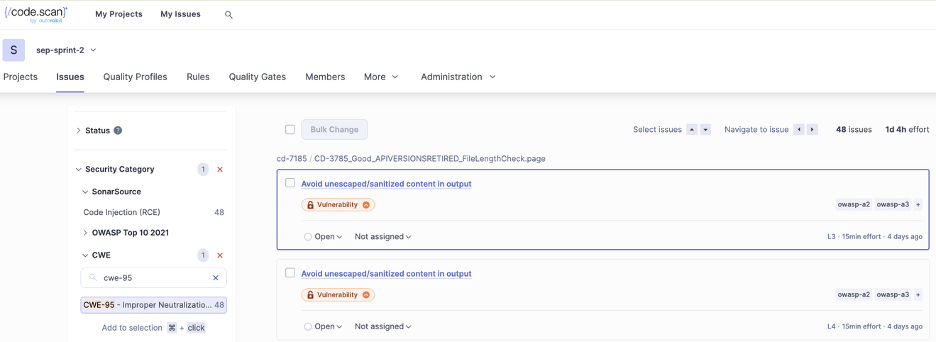 {/code.scan}
by autorabit
My Projects My Issues
S sep-sprint-2
Projects Issues Quality Profiles Rules Quality Gates Members More Administration
Status ?
Bulk Change
Select issues Navigate to issue 48 issues 1d 4h effort
cd-7185 / CD-3785_Good_APIVERSIONSRETIRED_FileLengthCheck.page
Security Category 1
SonarSource
Code Injection (RCE) 48
OWASP Top 10 2021
CWE 1
cwe-95
CWE-95 - Improper Neutralizatio... 48
Add to selection ⌘ + click
Avoid unescaped/sanitized content in output
Vulnerability
owasp-a2 owasp-a3 +
Open Not assigned
L3 · 15min effort · 4 days ago
Avoid unescaped/sanitized content in output
Vulnerability
owasp-a2 owasp-a3 +
Open Not assigned
L4 · 15min effort · 4 days ago